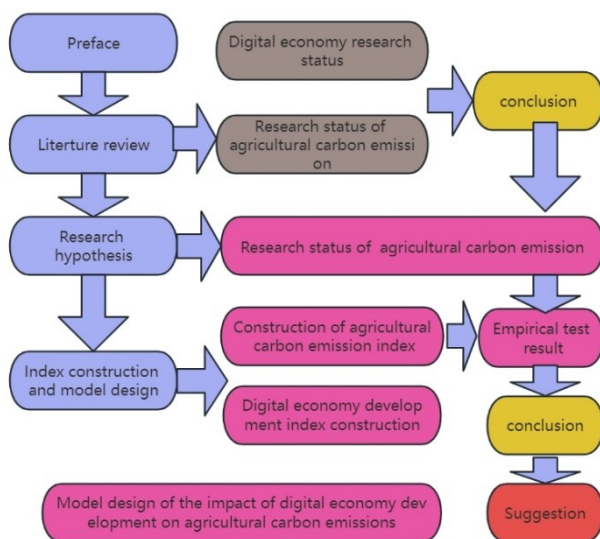 Preface
Digital economy research
status
conclusion
Literture review
Research status of
agricultural carbon emissi
on
Research
hypothesis
Research status of agricultural carbon emission
Construction of agricultural
carbon emission index
Empirical test
result
Index construction
and model design
Digital economy develop
ment index construction
conclusion
Model design of the impact of digital economy dev
elopment on agricultural carbon emissions
Suggestion